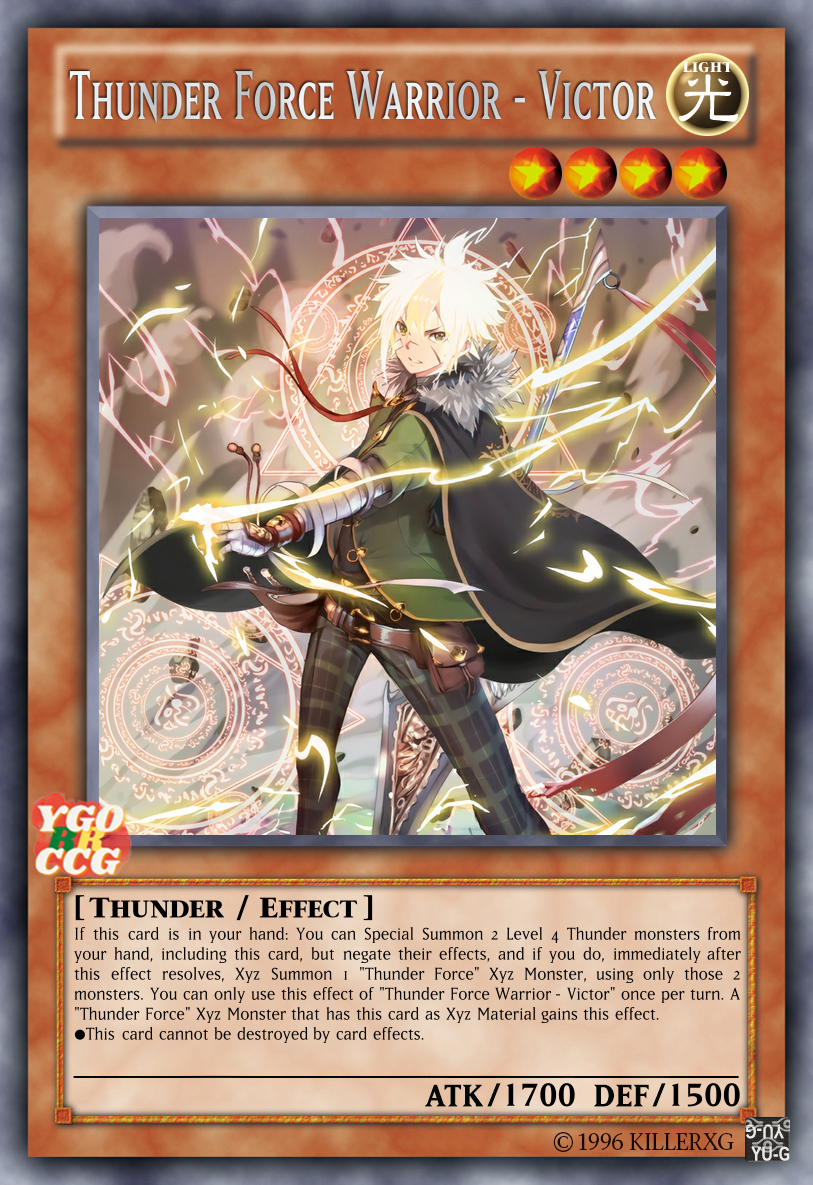 Thunder Force Warrior - Victor
LIGHT
光
YGO
RR
CCG
[ Thunder / Effect ]
If this card is in your hand: You can Special Summon 2 Level 4 Thunder monsters from
your hand, including this card, but negate their effects, and if you do, immediately after
this effect resolves, Xyz Summon 1 "Thunder Force" Xyz Monster, using only those 2
monsters. You can only use this effect of "Thunder Force Warrior - Victor" once per turn. A
"Thunder Force" Xyz Monster that has this card as Xyz Material gains this effect.
●This card cannot be destroyed by card effects.
ATK/1700 DEF/1500
© 1996 KILLERXG
YU-G
YU-G